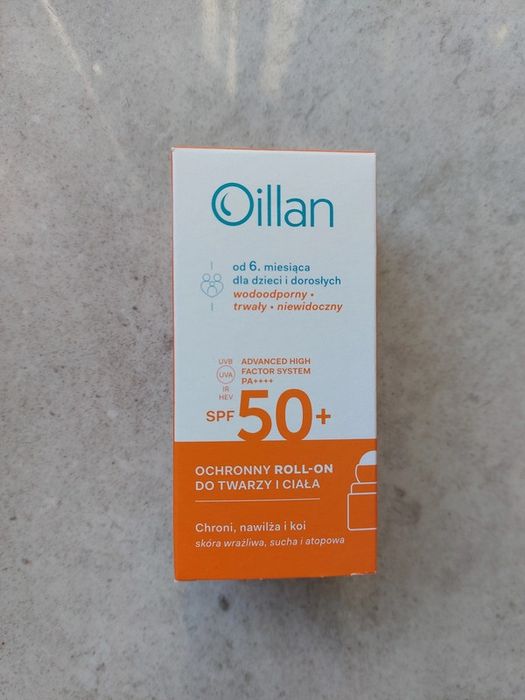 Oillan
od 6. miesiąca
dla dzieci i dorosłych
wodoodporny •
trwały • niewidoczny
UVB
UVA
IR
HEV
ADVANCED HIGH
FACTOR SYSTEM
PA++++
SPF 50+
OCHRONNY ROLL-ON
DO TWARZY I CIAŁA
Chroni, nawilża i koi
skóra wrażliwa, sucha i atopowa